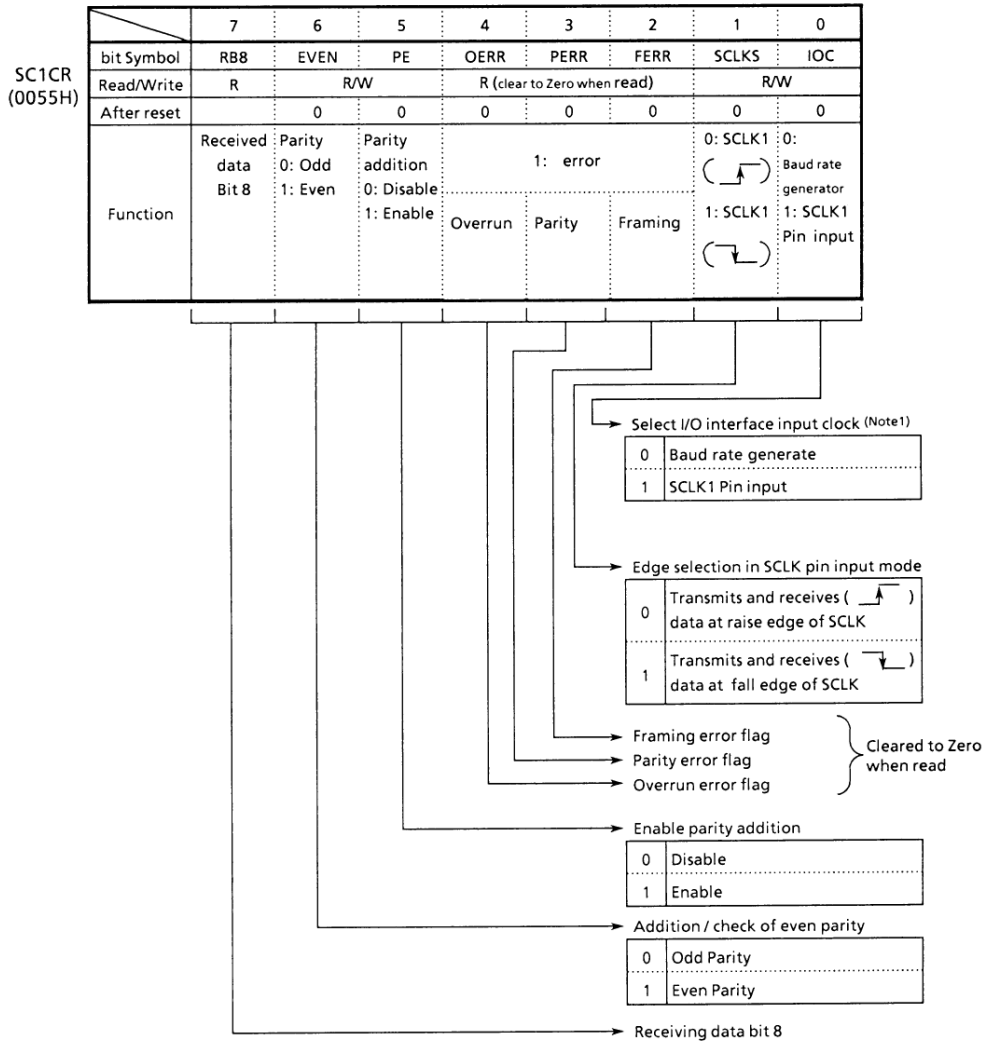 7 6 5 4 3 2 1 0
bit Symbol RB8 EVEN PE OERR PERR FERR SCLKS IOC
SC1CR
(0055H)
Read/Write R R/W R (clear to Zero when read) R/W
After reset 0 0 0 0 0 0 0
Function
Received
data
Bit 8
Parity
0: Odd
1: Even
Parity
addition
0: Disable
1: Enable
1: error
Overrun Parity Framing
0: SCLK1
( )
1: SCLK1
( )
0:
Baud rate
generator
1: SCLK1
Pin input
Select I/O interface input clock (Note1)
0 Baud rate generate
1 SCLK1 Pin input
Edge selection in SCLK pin input mode
0 Transmits and receives ( )
data at raise edge of SCLK
1 Transmits and receives ( )
data at fall edge of SCLK
Framing error flag
Parity error flag
Overrun error flag
Cleared to Zero
when read
Enable parity addition
0 Disable
1 Enable
Addition / check of even parity
0 Odd Parity
1 Even Parity
Receiving data bit 8